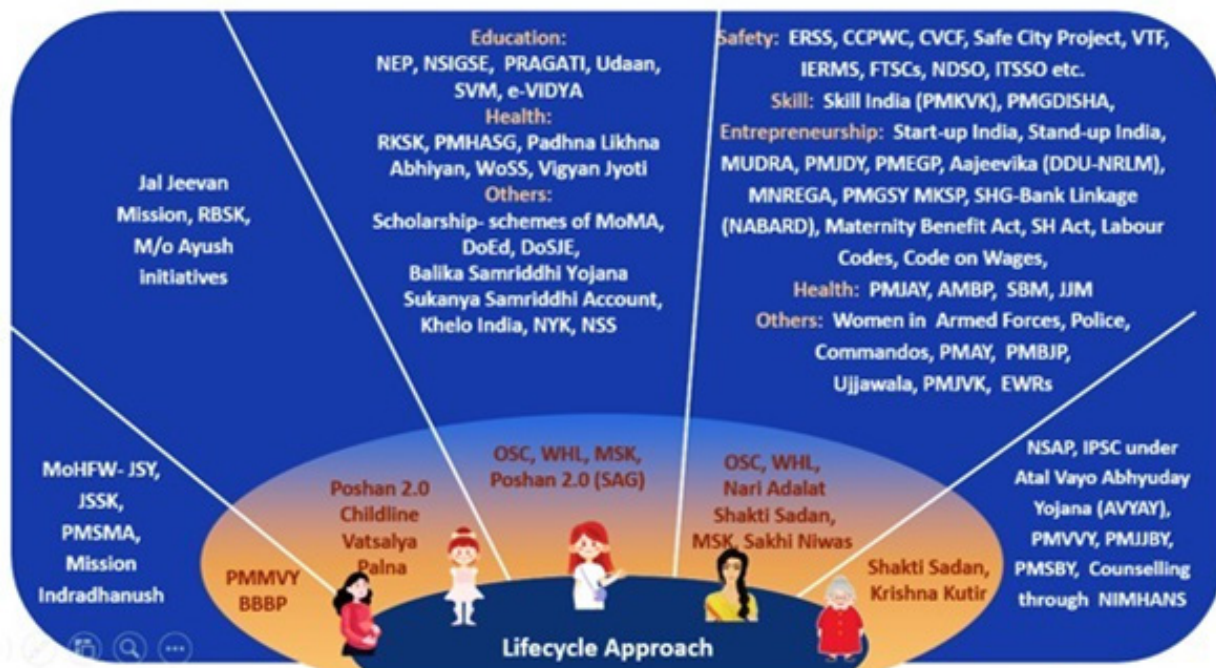 Education:
NEP, NSIGSE, PRAGATI, Udaan,
SVM, e-VIDYA
Health:
RKSK, PMHASG, Padhna Likhna
Abhiyan, WoSS, Vigyan Jyoti
Others:
Scholarship- schemes of MoMA,
DoEd, DoSJE,
Balika Samriddhi Yojana
Sukanya Samriddhi Account,
Khelo India, NYK, NSS
Safety: ERSS, CCPWC, CVCF, Safe City Project, VTF,
IERMS, FTSCs, NDSO, ITSSO etc.
Skill: Skill India (PMKVK), PMGDISHA,
Entrepreneurship: Start-up India, Stand-up India,
MUDRA, PMJDY, PMEGP, Aajeevika (DDU-NRLM),
MNREGA, PMGSY MKSP, SHG-Bank Linkage
(NABARD), Maternity Benefit Act, SH Act, Labour
Codes, Code on Wages,
Health: PMJAY, AMBP, SBM, JJM
Others: Women in Armed Forces, Police,
Commandos, PMAY, PMBJP,
Ujjawala, PMJVK, EWRs
Jal Jeevan
Mission, RBSK,
M/o Ayush
initiatives
MoHFW- JSY,
JSSK,
PMSMA,
Mission
Indradhanush
PMMVY
BBBP
Poshan 2.0
Childline
Vatsalya
Palna
OSC, WHL, MSK,
Poshan 2.0 (SAG)
OSC, WHL,
Nari Adalat
Shakti Sadan,
MSK, Sakhi Niwas
Shakti Sadan,
Krishna Kutir
NSAP, IPSC under
Atal Vayo Abhyuday
Yojana (AVYAY),
PMVVY, PMJJBY,
PMSBY, Counselling
through NIMHANS
Lifecycle Approach